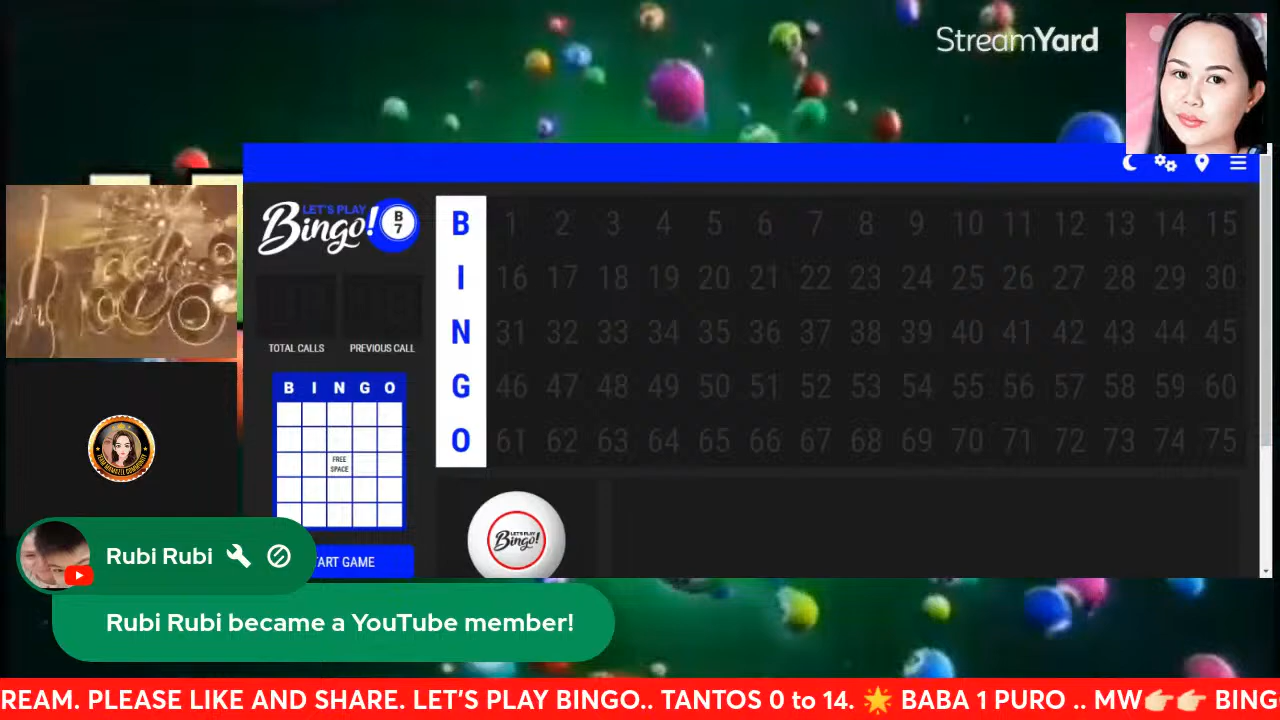 StreamYard
LET'S PLAY
Bingo!
B
7
TOTAL CALLS
PREVIOUS CALL
B I N G O
FREE
SPACE
ART GAME
B 1 2 3 4 5 6 7 8 9 10 11 12 13 14 15
I 16 17 18 19 20 21 22 23 24 25 26 27 28 29 30
N 31 32 33 34 35 36 37 38 39 40 41 42 43 44 45
G 46 47 48 49 50 51 52 53 54 55 56 57 58 59 60
O 61 62 63 64 65 66 67 68 69 70 71 72 73 74 75
LET'S PLAY
Bingo!
Rubi Rubi
Rubi Rubi became a YouTube member!
REAM. PLEASE LIKE AND SHARE. LET'S PLAY BINGO.. TANTOS 0 to 14. 🌟 BABA 1 PURO .. MW👉🏻👉🏻 BING